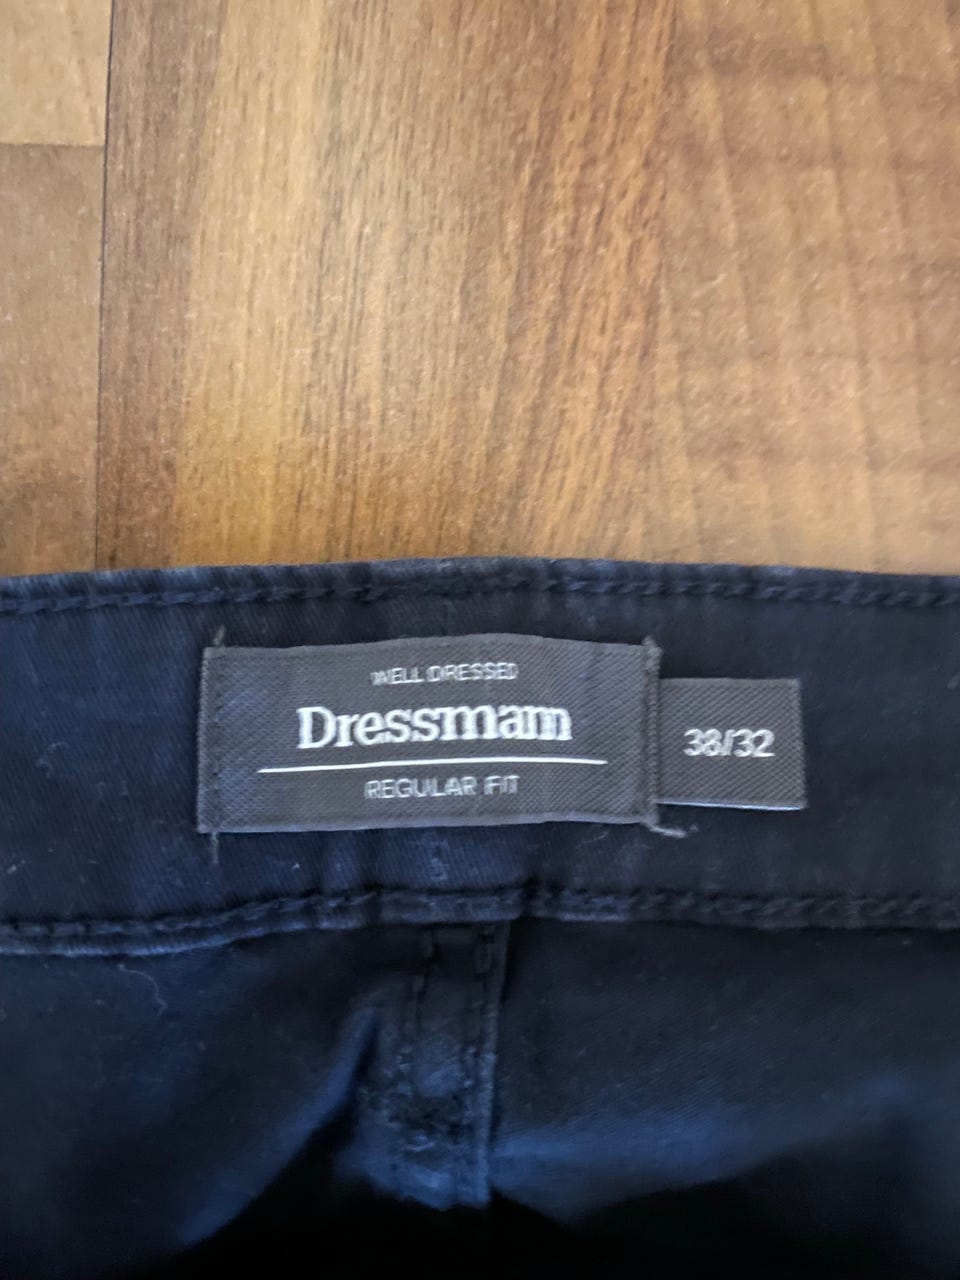 WELL DRESSED
Dressmann
REGULAR FIT
38/32